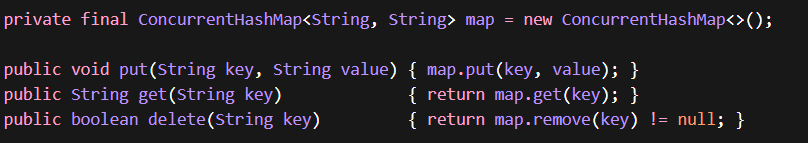 private final ConcurrentHashMap<String, String> map = new ConcurrentHashMap<>();
public void put(String key, String value) { map.put(key, value); }
public String get(String key)             { return map.get(key); }
public boolean delete(String key)         { return map.remove(key) != null; }